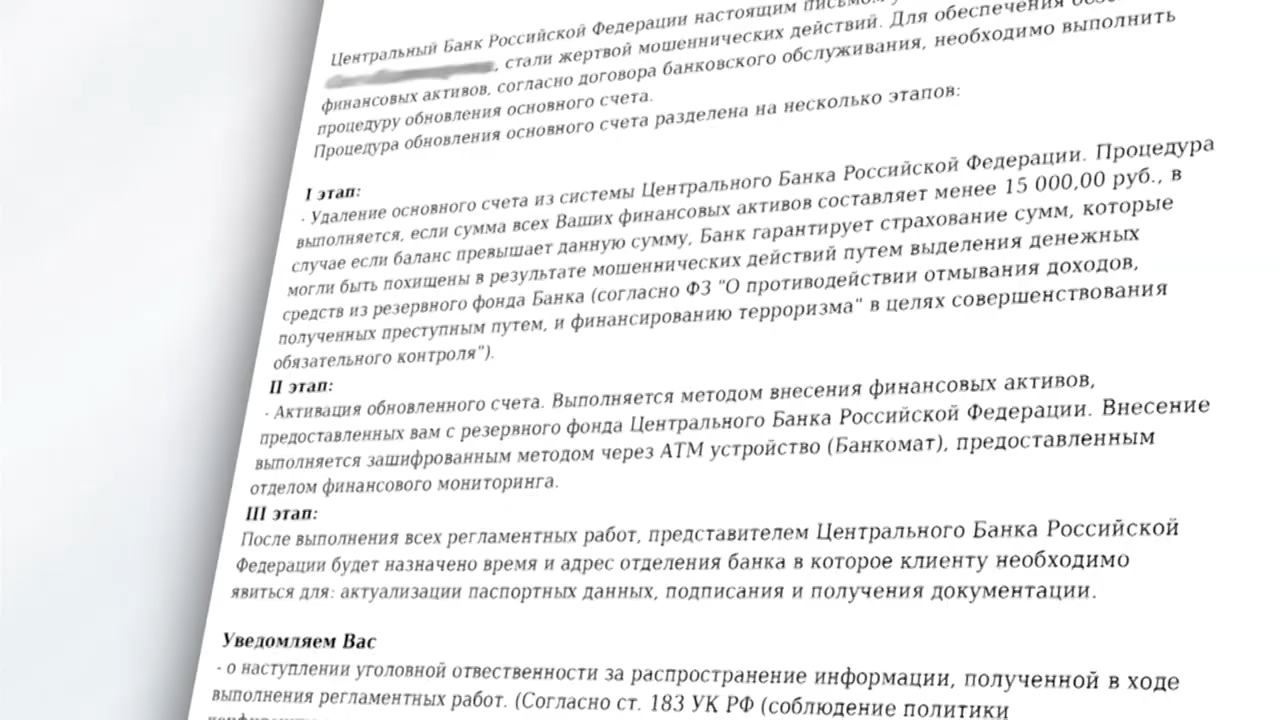 Центральный Банк Российской Федерации настоящим письмом
, стали жертвой мошеннических действий. Для обеспечения
финансовых активов, согласно договора банковского обслуживания, необходимо выполнить
процедуру обновления основного счета.
Процедура обновления основного счета разделена на несколько этапов:
I этап:
- Удаление основного счета из системы Центрального Банка Российской Федерации. Процедура
выполняется, если сумма всех Ваших финансовых активов составляет менее 15 000,00 руб., в
случае если баланс превышает данную сумму, Банк гарантирует страхование сумм, которые
могли быть похищены в результате мошеннических действий путем выделения денежных
средств из резервного фонда Банка (согласно ФЗ "О противодействии отмывания доходов,
полученных преступным путем, и финансированию терроризма" в целях совершенствования
обязательного контроля").
II этап:
- Активация обновленного счета. Выполняется методом внесения финансовых активов,
предоставленных вам с резервного фонда Центрального Банка Российской Федерации. Внесение
выполняется зашифрованным методом через АТМ устройство (Банкомат), предоставленным
отделом финансового мониторинга.
III этап:
После выполнения всех регламентных работ, представителем Центрального Банка Российской
Федерации будет назначено время и адрес отделения банка в которое клиенту необходимо
явиться для: актуализации паспортных данных, подписания и получения документации.
Уведомляем Вас
- о наступлении уголовной отвественности за распространение информации, полученной в ходе
выполнения регламентных работ. (Согласно ст. 183 УК РФ (соблюдение политики